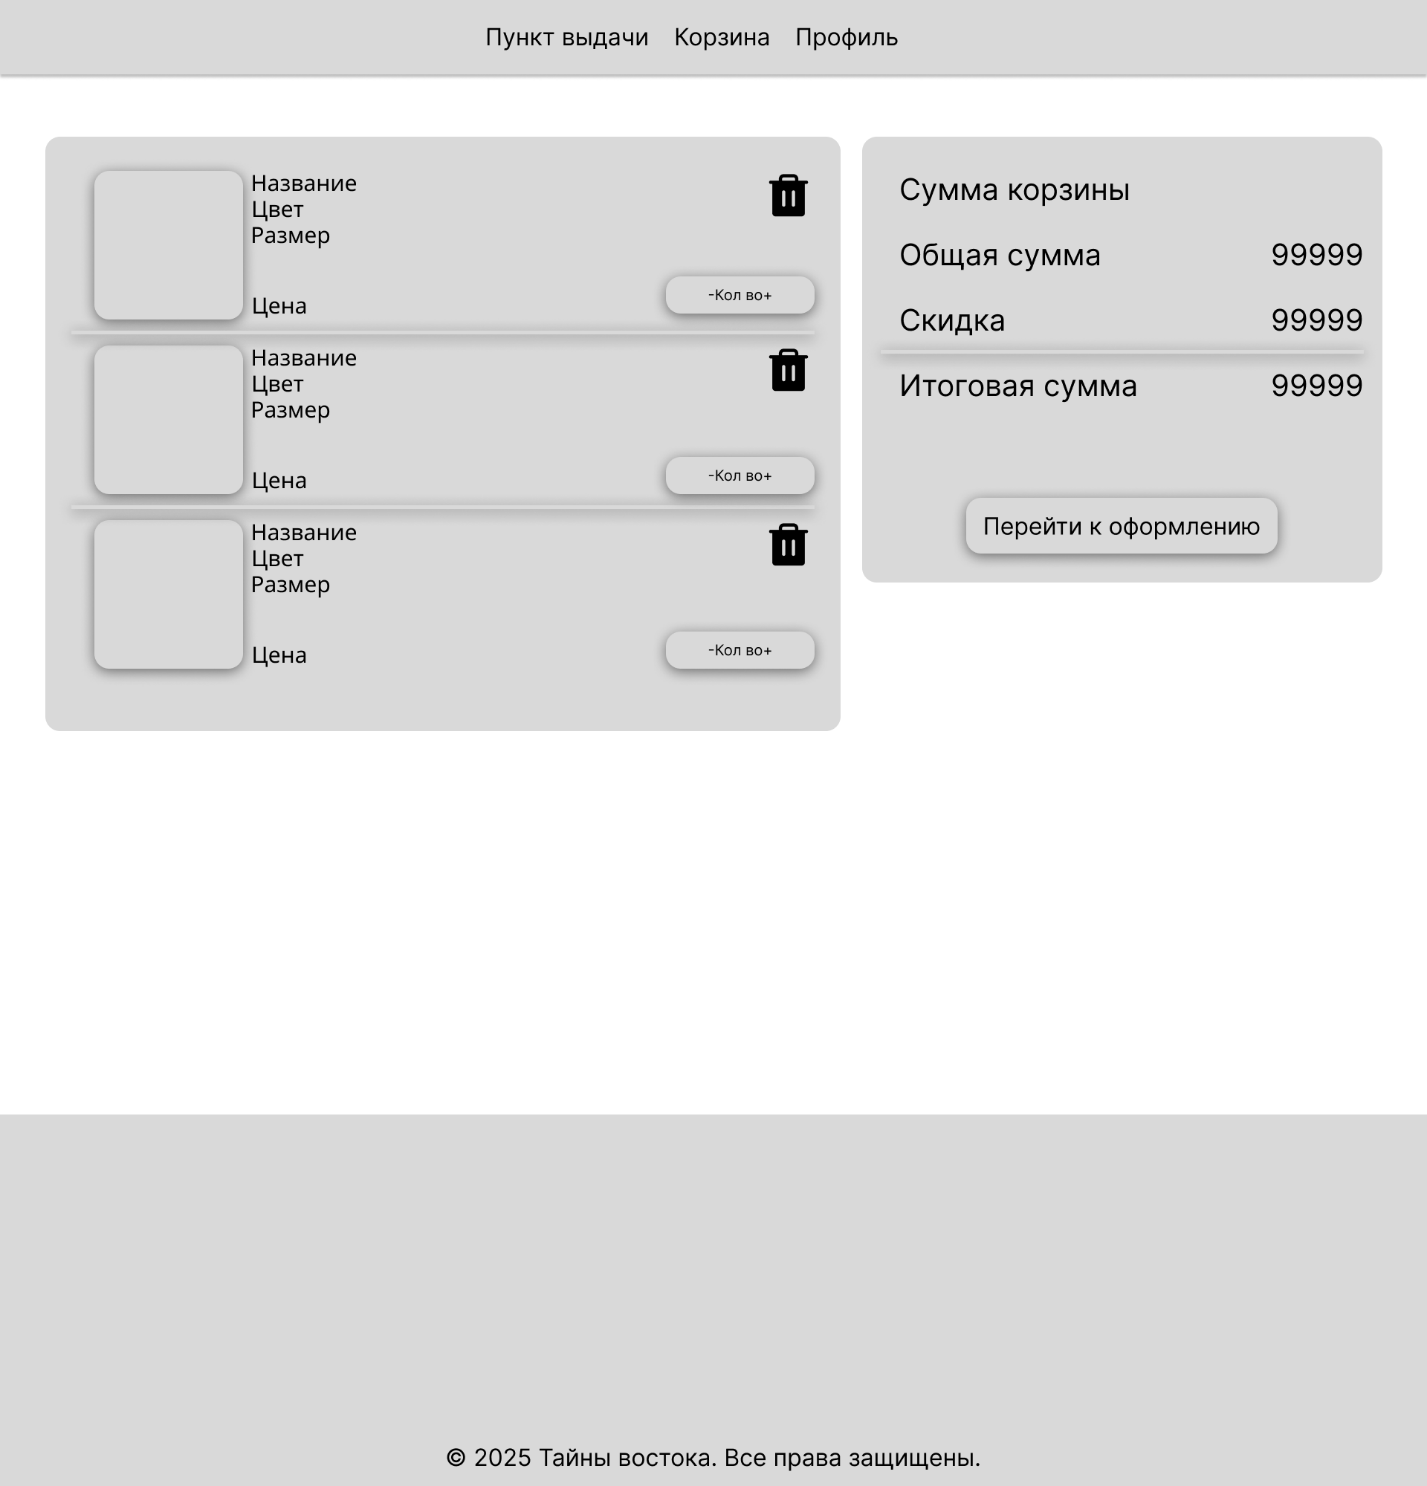 Пункт выдачи Корзина Профиль
Название
Цвет
Размер
Цена
-Кол во+
Название
Цвет
Размер
Цена
-Кол во+
Название
Цвет
Размер
Цена
-Кол во+
Сумма корзины
Общая сумма 99999
Скидка 99999
Итоговая сумма 99999
Перейти к оформлению
© 2025 Тайны востока. Все права защищены.